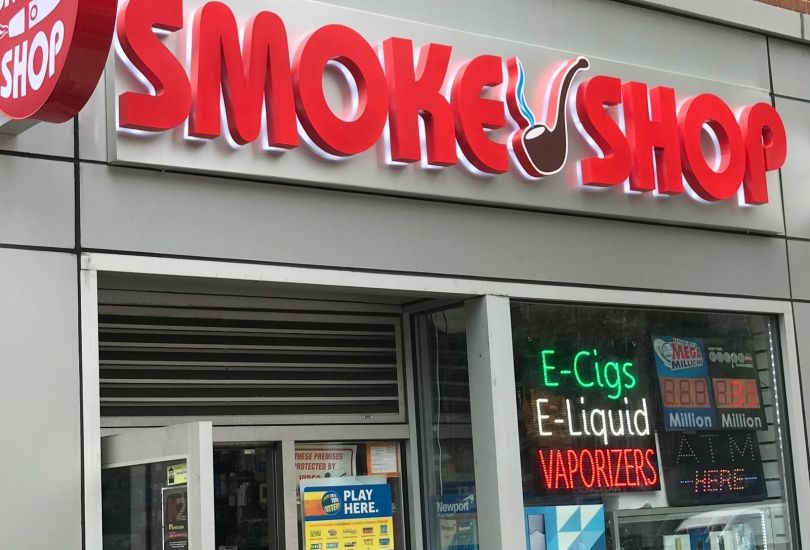 SHOP
SMOKE SHOP
E-Cigs
E-Liquid
VAPORIZERS
MEGA
MILLIONS
Million
Million
ATM
HERE
THESE PREMISES
PROTECTED BY
VIDEO
PLAY
HERE.
Newport